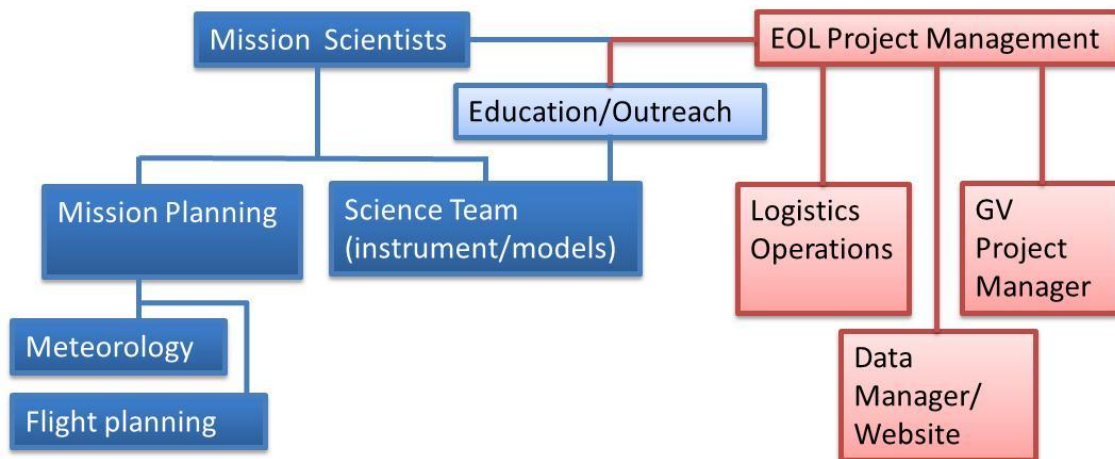 Mission Scientists
EOL Project Management
Education/Outreach
Mission Planning
Science Team
(instrument/models)
Logistics
Operations
GV
Project
Manager
Meteorology
Flight planning
Data
Manager/
Website